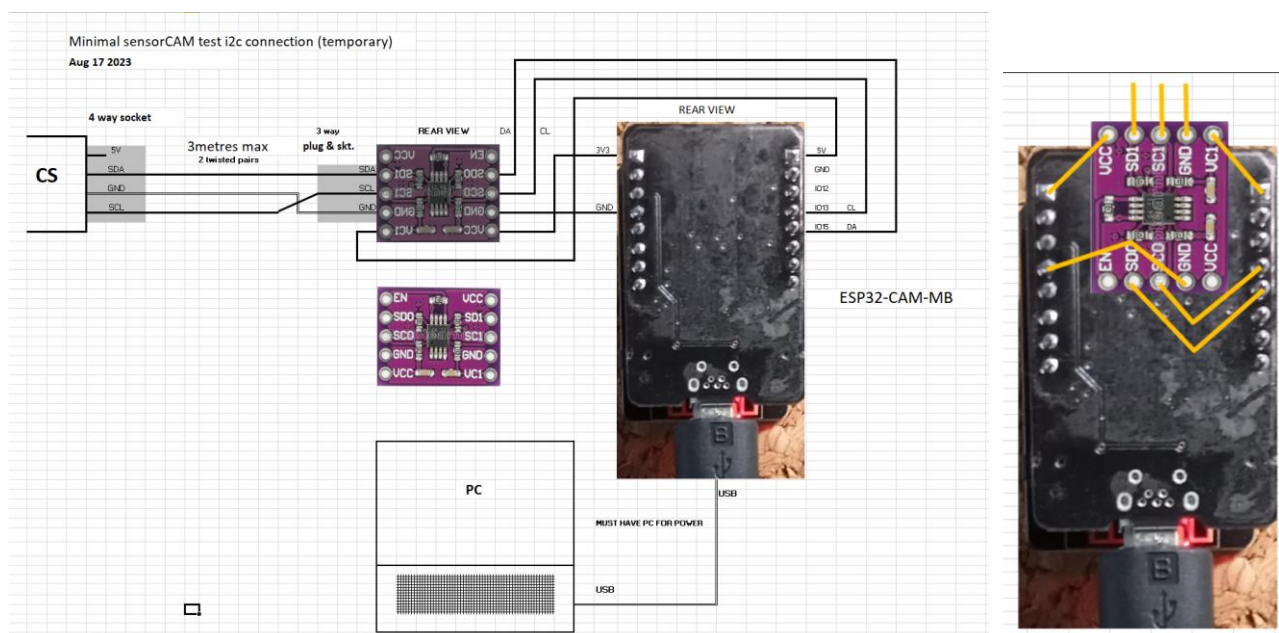 Minimal sensorCAM test i2c connection (temporary)
Aug 17 2023
4 way socket
3metres max
2 twisted pairs
3 way
plug & skt.
REAR VIEW
DA
CL
REAR VIEW
CS
5V
SDA
GND
SCL
SDA
SCL
GND
VCC
SD1
SC1
GND
VC1
EN
SD0
SC0
GND
VCC
3V3
GND
5V
GND
IO12
IO13 CL
IO15 DA
ESP32-CAM-MB
EN
SDO
SCO
GND
VCC
VCC
SD1
SC1
GND
VC1
B
PC
USB
MUST HAVE PC FOR POWER
USB
VCC
SD1
SC1
GND
VC1
EN
SDO
SCO
GND
VCC
B